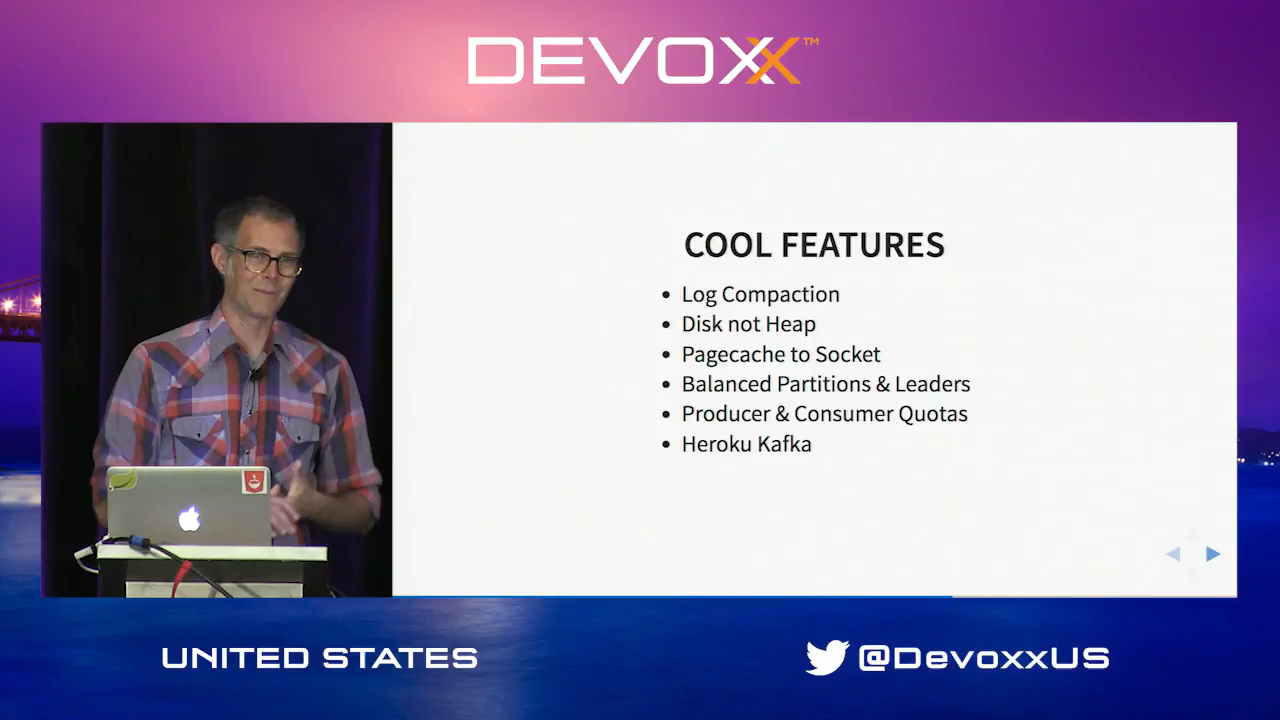 DEVOXX™
COOL FEATURES
• Log Compaction
• Disk not Heap
• Pagecache to Socket
• Balanced Partitions & Leaders
• Producer & Consumer Quotas
• Heroku Kafka
UNITED STATES
@DevoxxUS